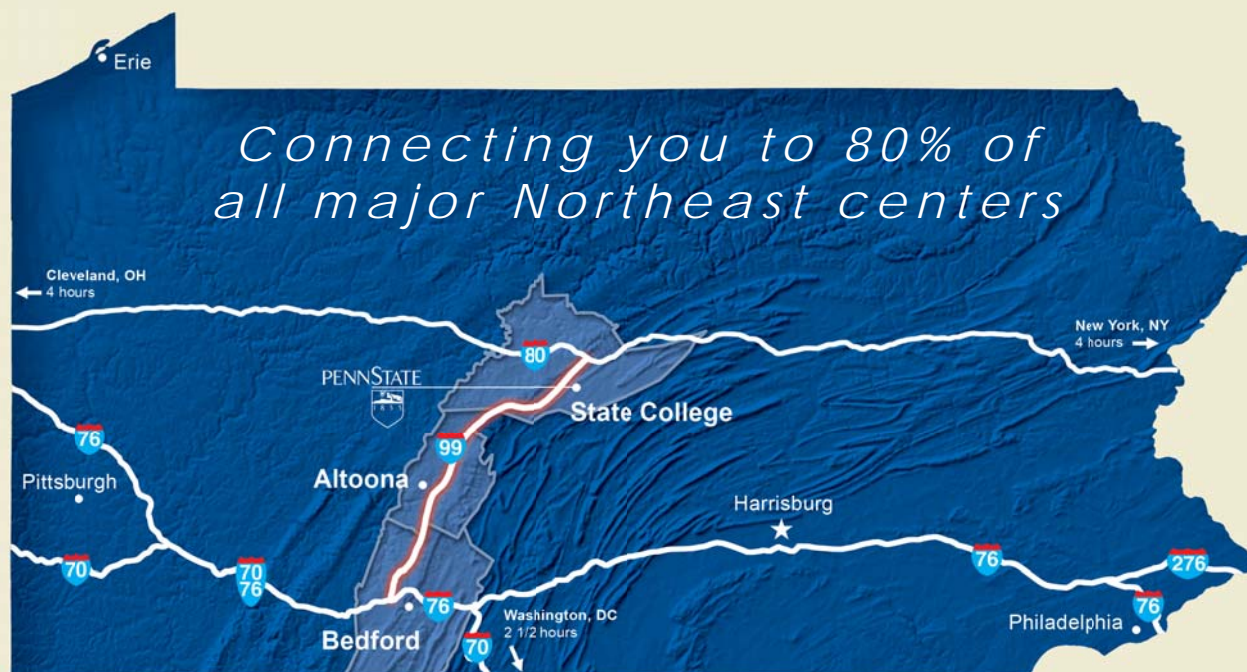 Erie
Connecting you to 80% of
all major Northeast centers
Cleveland, OH
4 hours
New York, NY
4 hours
80
PENNSTATE
1855
State College
76
99
Pittsburgh
Altoona
Harrisburg
70
70
76
76
276
76
Bedford
76
Washington, DC
2 1/2 hours
70
Philadelphia